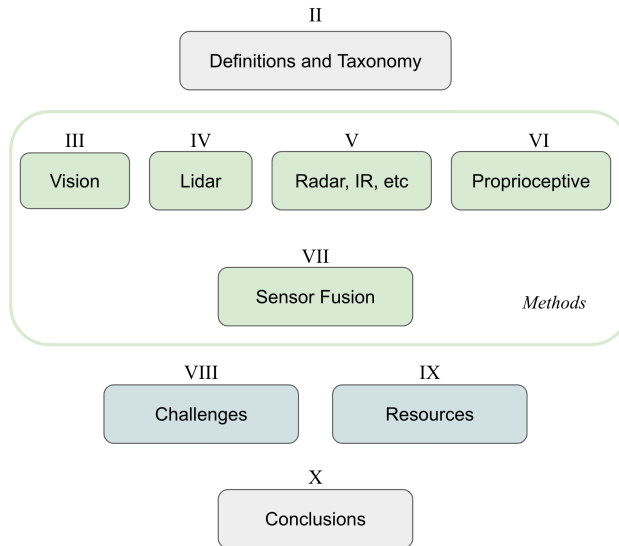 II
Definitions and Taxonomy
III
IV
V
VI
Vision
Lidar
Radar, IR, etc
Proprioceptive
VII
Sensor Fusion
Methods
VIII
IX
Challenges
Resources
X
Conclusions